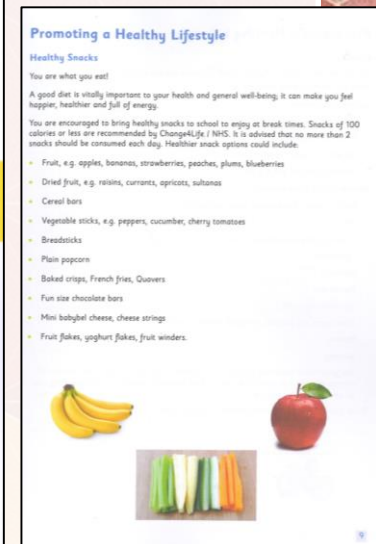 Promoting a Healthy Lifestyle
Healthy Snacks
You are what you eat!
A good diet is vitally important to your health and general well-being; it can make you feel
happier, healthier and full of energy.
You are encouraged to bring healthy snacks to school to enjoy at break times. Snacks of 100
calories or less are recommended by Change4Life / NHS. It is advised that no more than 2
snacks should be consumed each day. Healthier snack options could include:
• Fruit, e.g. apples, bananas, strawberries, peaches, plums, blueberries
• Dried fruit, e.g. raisins, currants, apricots, sultanas
• Cereal bars
• Vegetable sticks, e.g. peppers, cucumber, cherry tomatoes
• Breadsticks
• Plain popcorn
• Baked crisps, French fries, Quavers
• Fun size chocolate bars
• Mini babybel cheese, cheese strings
• Fruit flakes, yoghurt flakes, fruit winders.
9